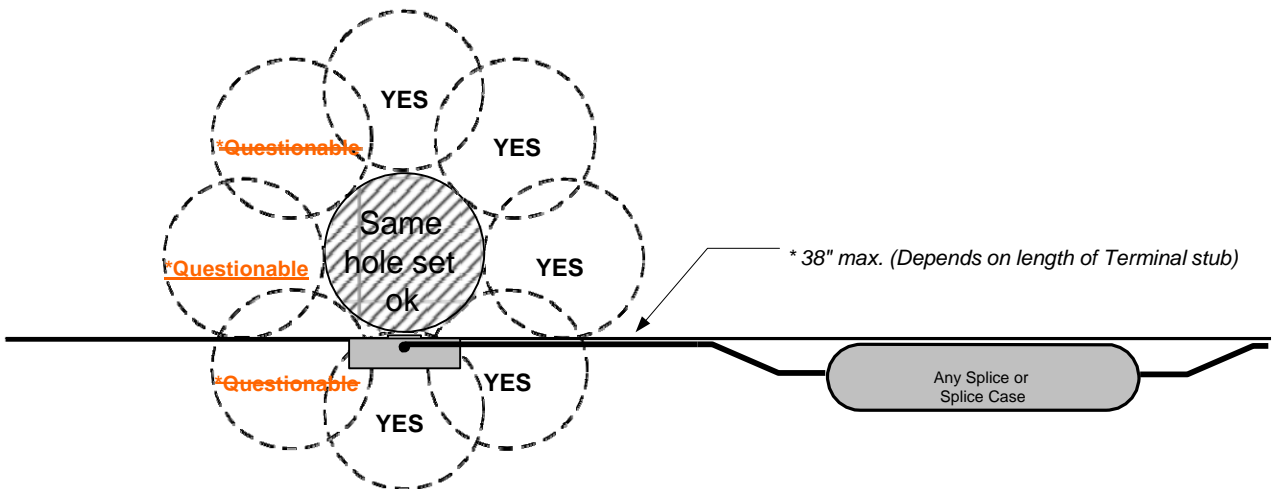 YES
*Questionable
YES
Same
hole set
ok
*Questionable
YES
* 38" max. (Depends on length of Terminal stub)
*Questionable
YES
Any Splice or
Splice Case
YES